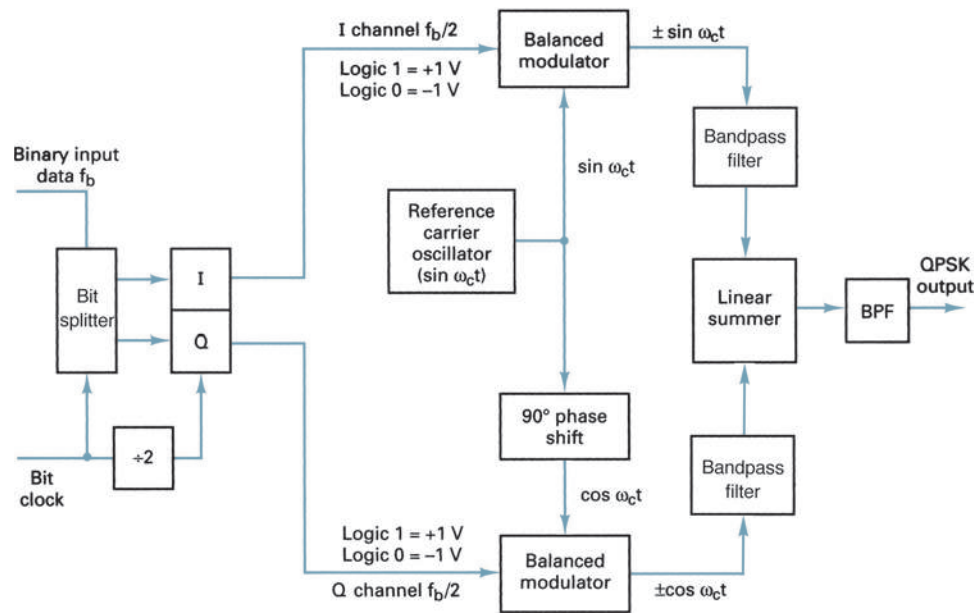 I channel f_b/2
Logic 1 = +1 V
Logic 0 = –1 V
Balanced
modulator
± sin ω_ct
Bandpass
filter
Binary input
data f_b
sin ω_ct
Reference
carrier
oscillator
(sin ω_ct)
Bit
splitter
I
Q
Linear
summer
BPF
QPSK
output
÷2
Bit
clock
90° phase
shift
cos ω_ct
Bandpass
filter
Logic 1 = +1 V
Logic 0 = –1 V
Q channel f_b/2
Balanced
modulator
±cos ω_ct